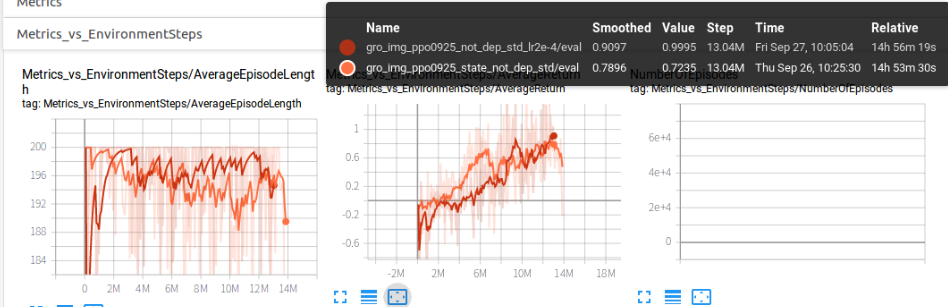 Metrics
Metrics_vs_EnvironmentSteps
Name Smoothed Value Step Time Relative
gro_img_ppo0925_not_dep_std_lr2e-4/eval 0.9097 0.9995 13.04M Fri Sep 27, 10:05:04 14h 56m 19s
gro_img_ppo0925_state_not_dep_std/eval 0.7896 0.7235 13.04M Thu Sep 26, 10:25:30 14h 53m 30s
Metrics_vs_EnvironmentSteps/AverageEpisodeLengt
h
tag: Metrics_vs_EnvironmentSteps/AverageEpisodeLength
200
196
192
188
184
0 2M 4M 6M 8M 10M 12M 14M
Metrics_vs_EnvironmentSteps/AverageReturn
tag: Metrics_vs_EnvironmentSteps/AverageReturn
1
0.6
0.2
-0.2
-0.6
-2M 2M 6M 10M 14M 18M
NumberOfEpisodes
tag: Metrics_vs_EnvironmentSteps/NumberOfEpisodes
6e+4
4e+4
2e+4
0